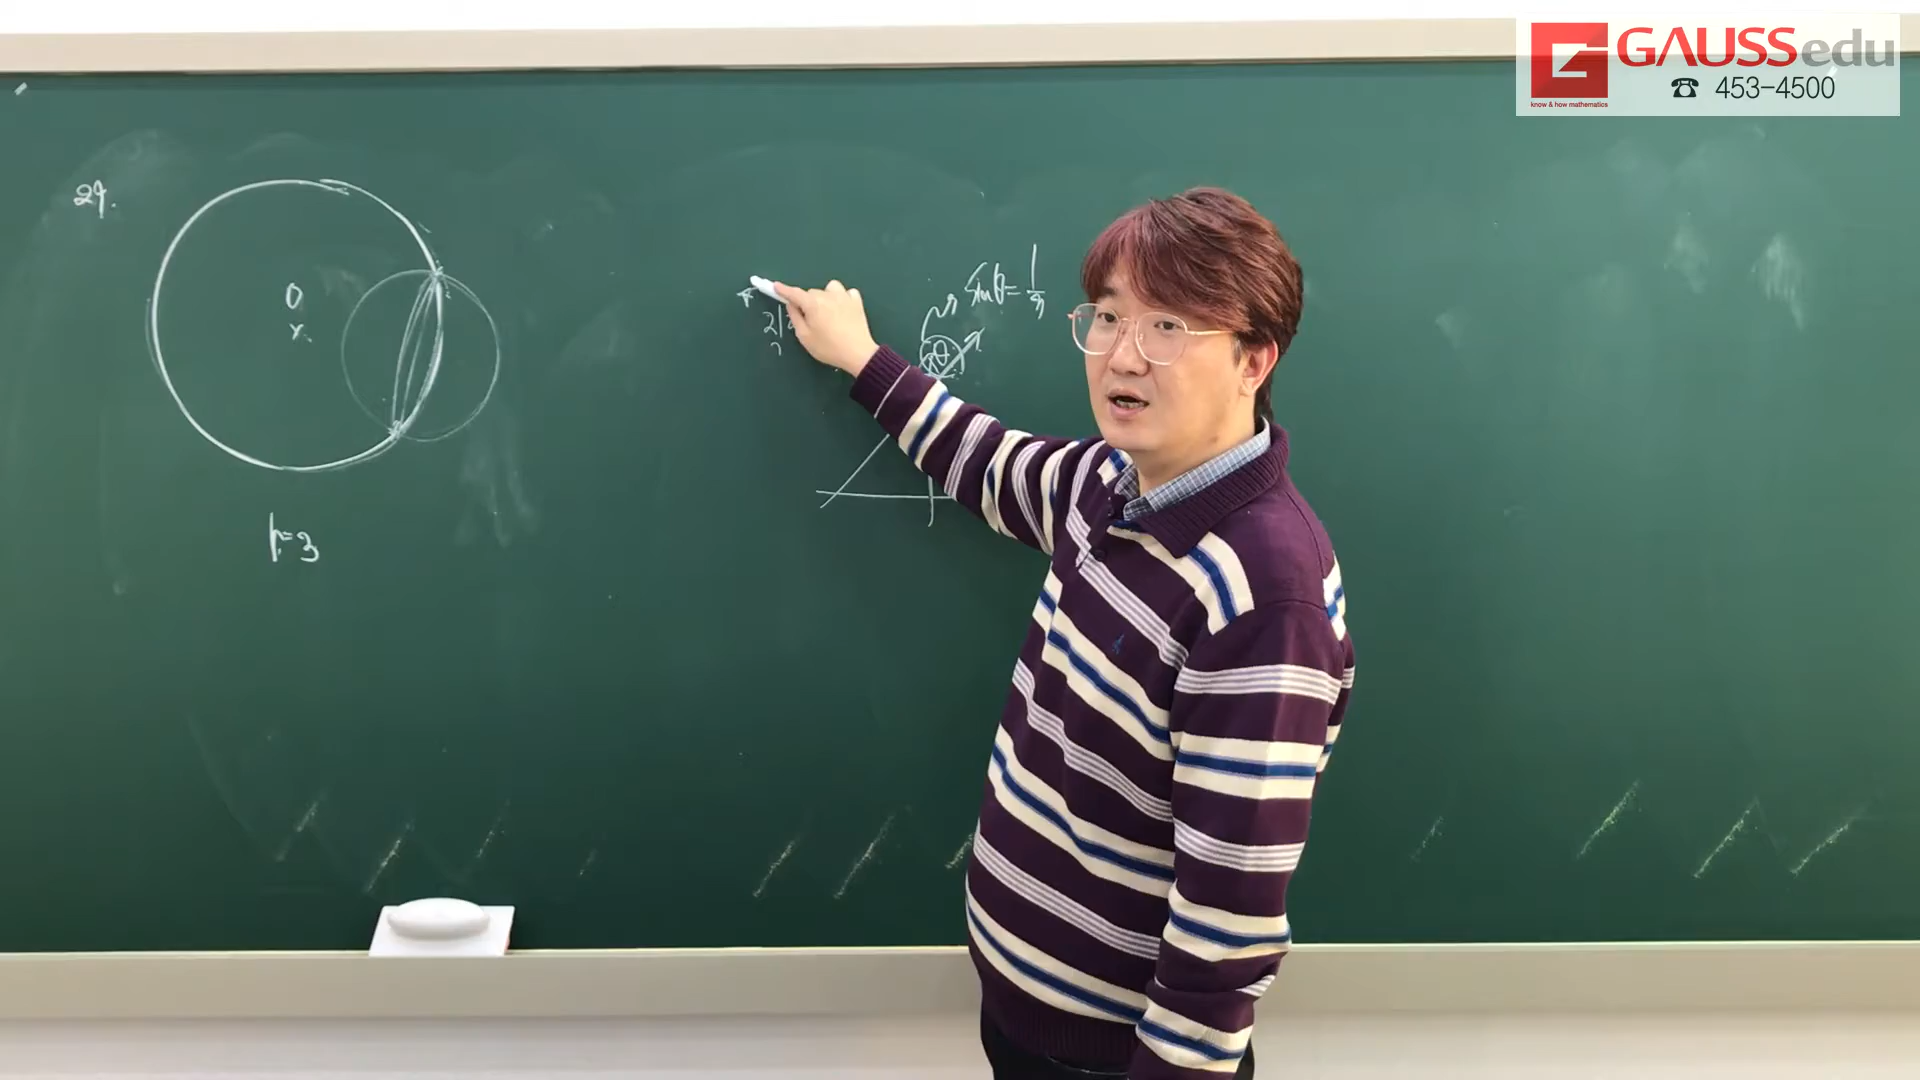 GAUSSedu
know & how mathematics
☎ 453-4500
29.
O
x
r=3
sinθ=1/3
θ